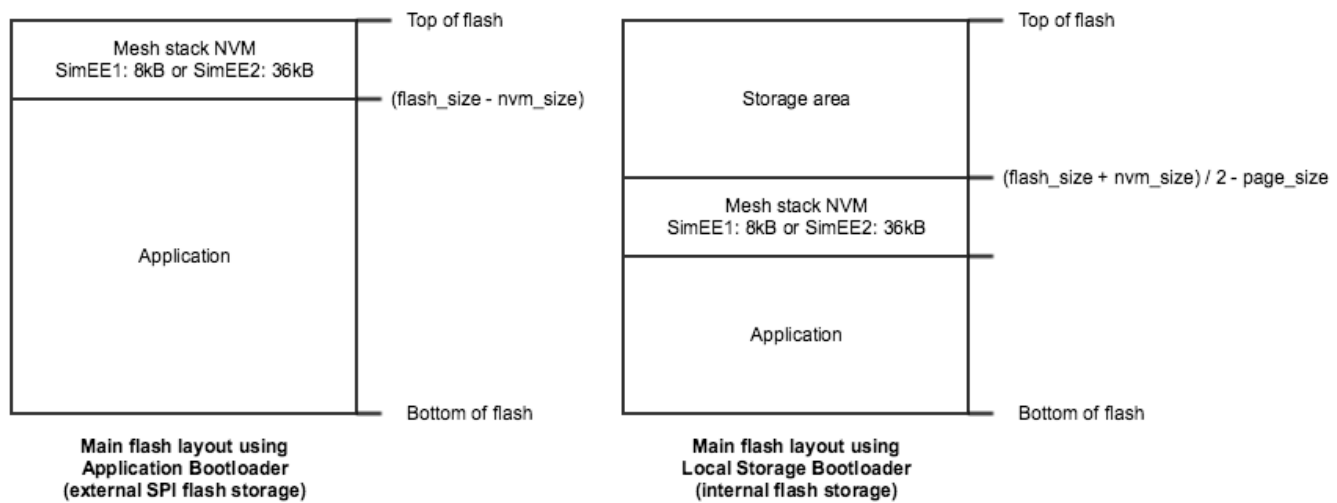 Top of flash
Mesh stack NVM
SimEE1: 8kB or SimEE2: 36kB
(flash_size - nvm_size)
Application
Bottom of flash
Main flash layout using
Application Bootloader
(external SPI flash storage)
Top of flash
Storage area
(flash_size + nvm_size) / 2 - page_size
Mesh stack NVM
SimEE1: 8kB or SimEE2: 36kB
Application
Bottom of flash
Main flash layout using
Local Storage Bootloader
(internal flash storage)